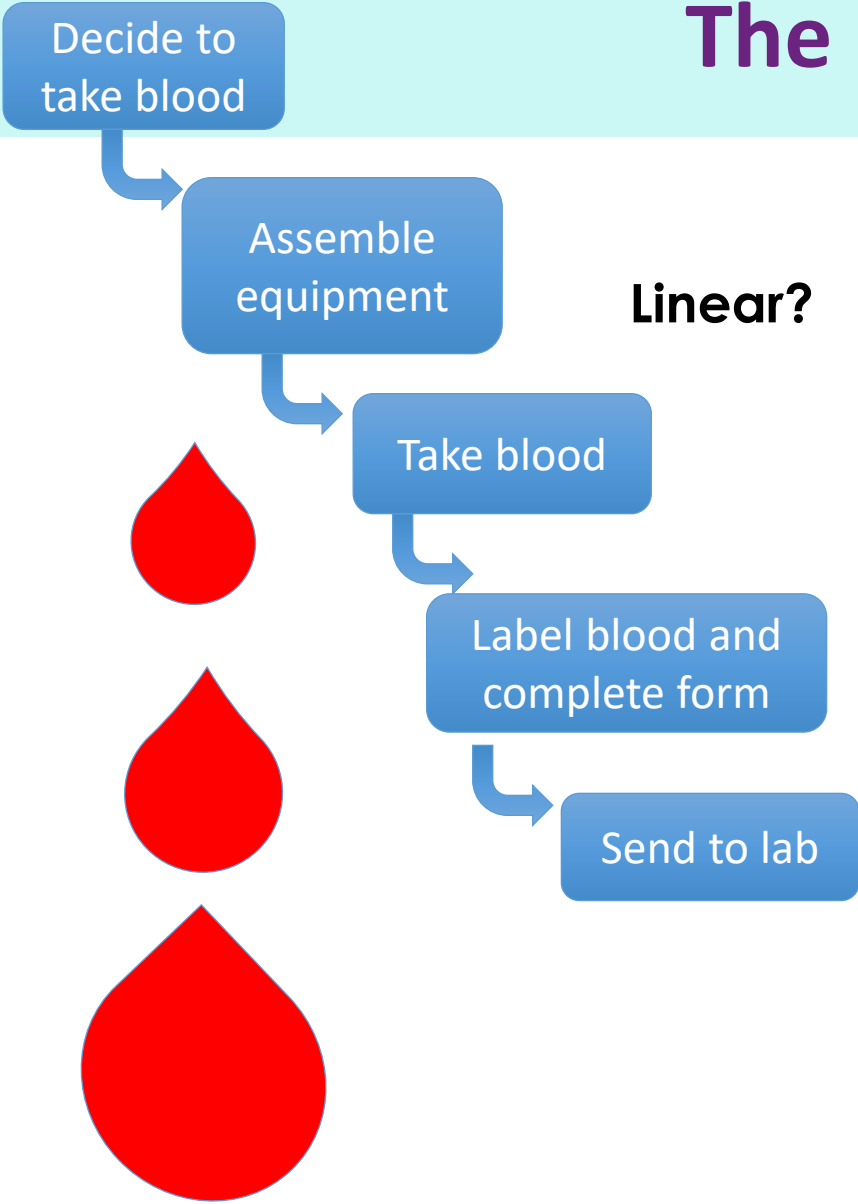 The
Decide to
take blood
Assemble
equipment
Linear?
Take blood
Label blood and
complete form
Send to lab